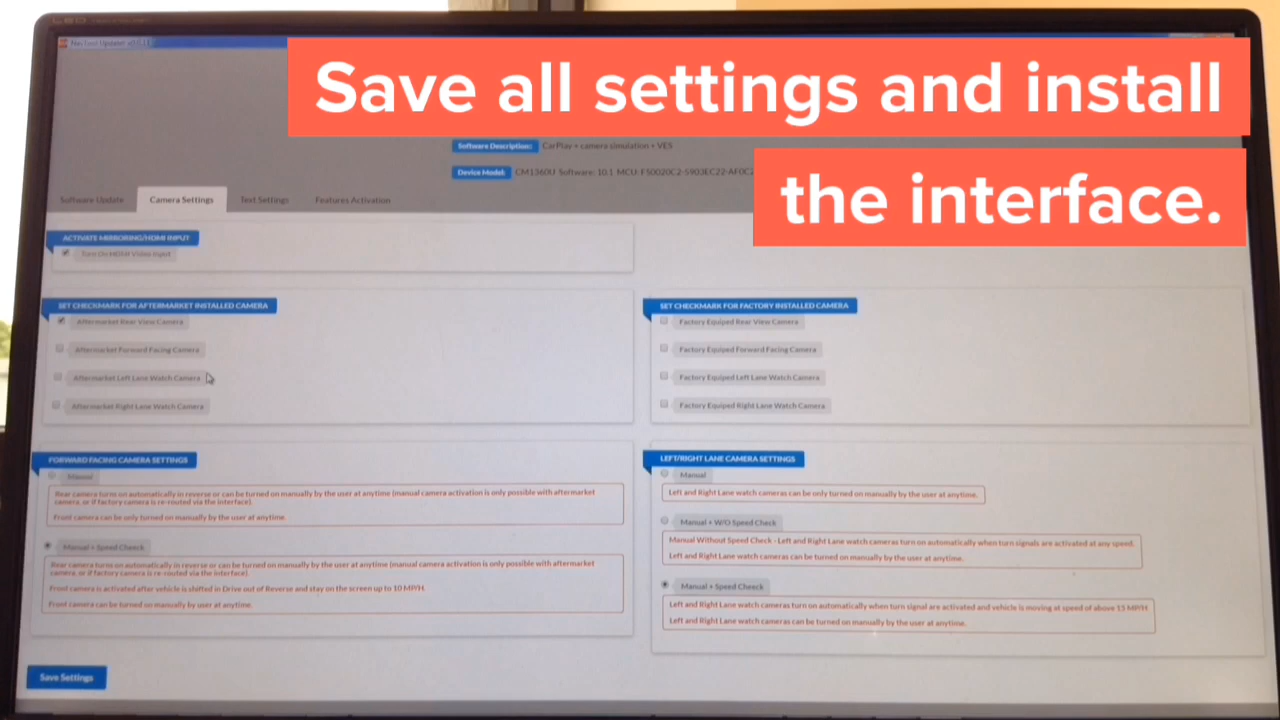 Save all settings and install
the interface.
Software Description: CarPlay + camera simulation + VES
Device Model: CM1360U Software: 10.1
Software Update Camera Settings Text Settings Features Activation
ACTIVATE MIRRORING/HDMI INPUT
Turn On HDMI Video Input
SET CHECKMARK FOR AFTERMARKET INSTALLED CAMERA
Aftermarket Rear View Camera
Aftermarket Forward Facing Camera
Aftermarket Left Lane Watch Camera
Aftermarket Right Lane Watch Camera
SET CHECKMARK FOR FACTORY INSTALLED CAMERA
Factory Equiped Rear View Camera
Factory Equiped Forward Facing Camera
Factory Equiped Left Lane Watch Camera
Factory Equiped Right Lane Watch Camera
FORWARD FACING CAMERA SETTINGS
Manual
Rear camera turns on automatically in reverse or can be turned on manually by the user at anytime (manual camera activation is only possible with aftermarket
camera, or if factory camera is re-routed via the interface).
Front camera can be only turned on manually by the user at anytime.
Manual + Speed Cheeck
Rear camera turns on automatically in reverse or can be turned on manually by the user at anytime (manual camera activation is only possible with aftermarket
camera, or if factory camera is re-routed via the interface).
Front camera is activated after vehicle is shifted in Drive out of Reverse and stay on the screen up to 10 MPYH.
Front camera can be turned on manually by user at anytime.
LEFT/RIGHT LANE CAMERA SETTINGS
Manual
Left and Right Lane watch cameras can be only turned on manually by the user at anytime.
Manual + W/O Speed Check
Manual Without Speed Check - Left and Right Lane watch cameras turn on automatically when turn signals are activated at any speed.
Left and Right Lane watch cameras can be turned on manually by the user at anytime.
Manual + Speed Cheeck
Left and Right Lane watch cameras turn on automatically when turn signal are activated and vehicle is moving at speed of above 15 MPYH
Left and Right Lane watch cameras can be turned on manually by the user at anytime.
Save Settings